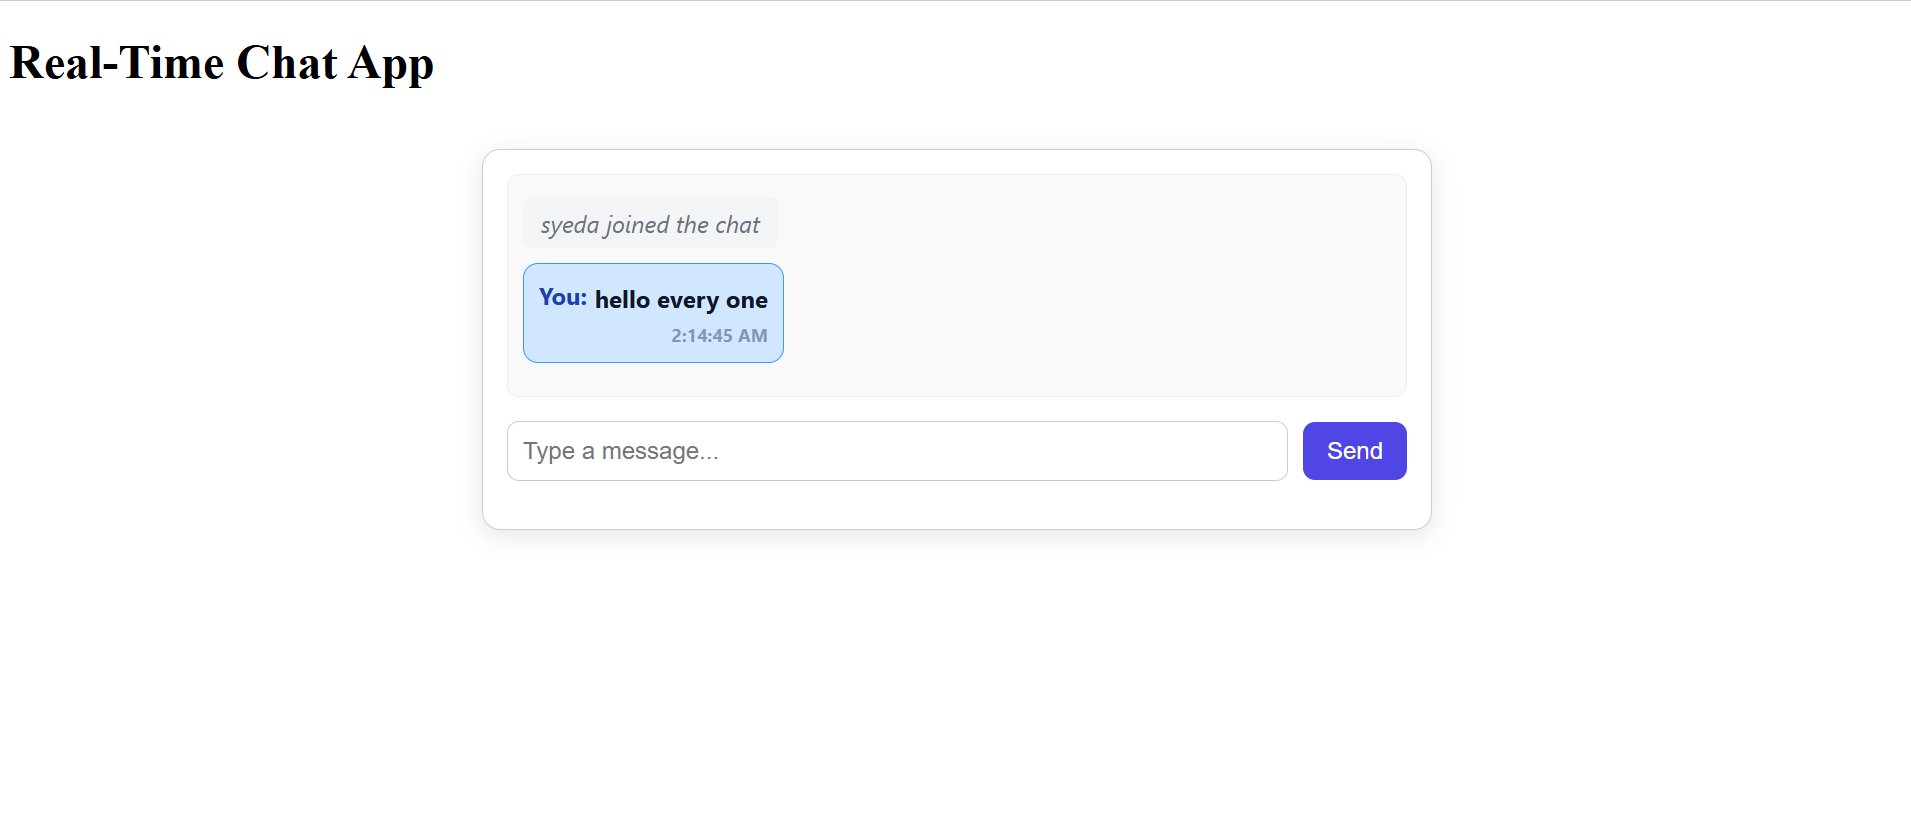 Real-Time Chat App
syeda joined the chat
You: hello every one
2:14:45 AM
Type a message...
Send